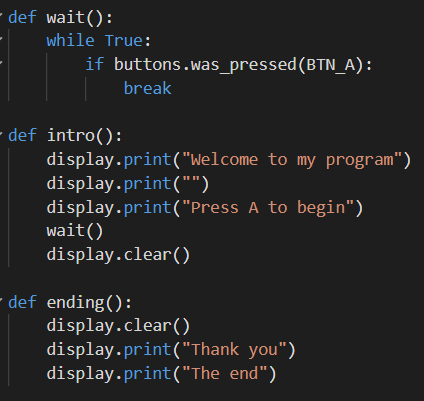 def wait():
    while True:
        if buttons.was_pressed(BTN_A):
            break

def intro():
    display.print("Welcome to my program")
    display.print("")
    display.print("Press A to begin")
    wait()
    display.clear()

def ending():
    display.clear()
    display.print("Thank you")
    display.print("The end")